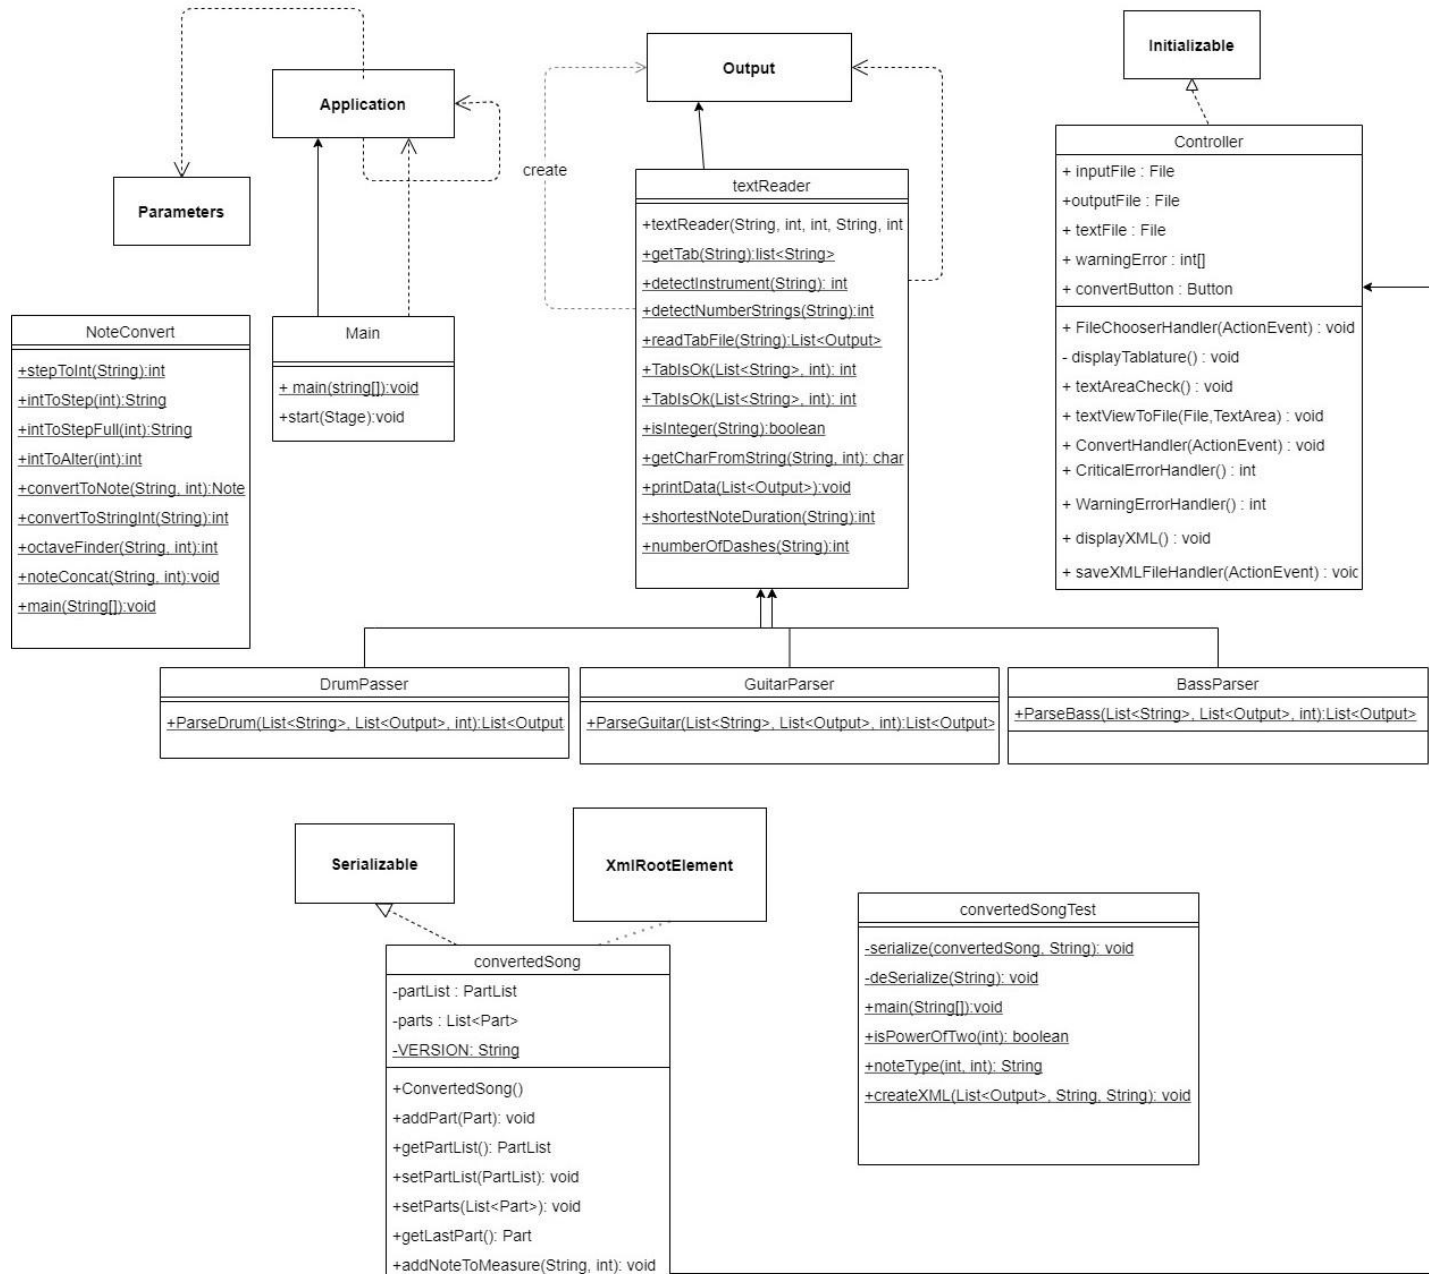 Initializable
Output
Application
create
Parameters
Controller
+ inputFile : File
+outputFile : File
+ textFile : File
+ warningError : int[]
+ convertButton : Button
+ FileChooserHandler(ActionEvent) : void
- displayTablature() : void
+ textAreaCheck() : void
+ textViewToFile(File,TextArea) : void
+ ConvertHandler(ActionEvent) : void
+ CriticalErrorHandler() : int
+ WarningErrorHandler() : int
+ displayXML() : void
+ saveXMLFileHandler(ActionEvent) : void
textReader
+textReader(String, int, int, String, int
+getTab(String):list<String>
+detectInstrument(String): int
+detectNumberStrings(String):int
+readTabFile(String):List<Output>
+TabIsOk(List<String>, int): int
+TabIsOk(List<String>, int): int
+isInteger(String):boolean
+getCharFromString(String, int): char
+printData(List<Output>):void
+shortestNoteDuration(String):int
+numberOfDashes(String):int
NoteConvert
+stepToInt(String):int
+intToStep(int):String
+intToStepFull(int):String
+intToAlter(int):int
+convertToNote(String, int):Note
+convertToStringInt(String):int
+octaveFinder(String, int):int
+noteConcat(String, int):void
+main(String[]):void
Main
+ main(string[]):void
+start(Stage):void
DrumPasser
+ParseDrum(List<String>, List<Output>, int):List<Output
GuitarParser
+ParseGuitar(List<String>, List<Output>, int):List<Output>
BassParser
+ParseBass(List<String>, List<Output>, int):List<Output>
Serializable
XmlRootElement
convertedSong
-partList : PartList
-parts : List<Part>
-VERSION: String
+ConvertedSong()
+addPart(Part): void
+getPartList(): PartList
+setPartList(PartList): void
+setParts(List<Part>): void
+getLastPart(): Part
+addNoteToMeasure(String, int): void
convertedSongTest
-serialize(convertedSong, String): void
-deSerialize(String): void
+main(String[]):void
+isPowerOfTwo(int): boolean
+noteType(int, int): String
+createXML(List<Output>, String, String): void